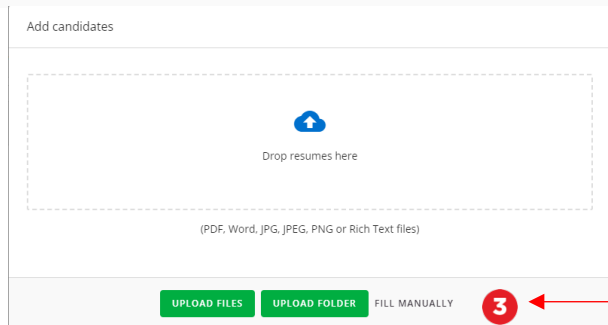 Add candidates
Drop resumes here
(PDF, Word, JPG, JPEG, PNG or Rich Text files)
UPLOAD FILES UPLOAD FOLDER FILL MANUALLY 3